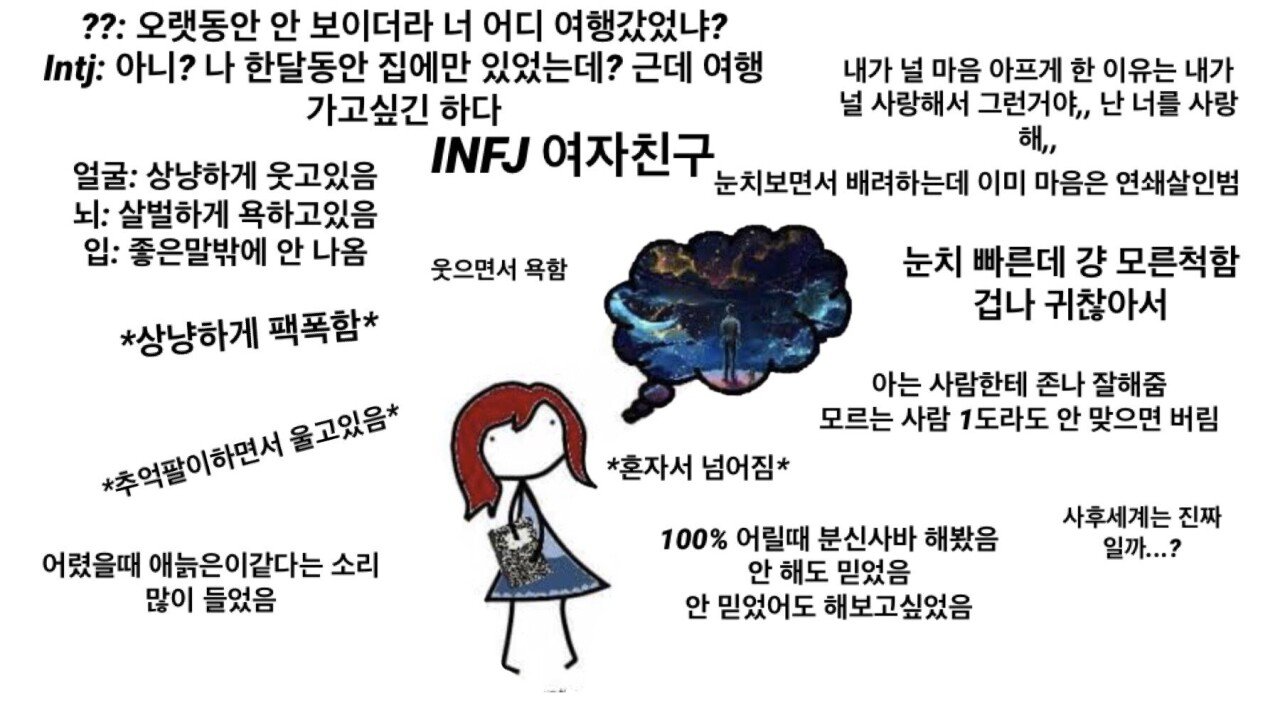 ??: 오랫동안 안 보이더라 너 어디 여행갔었냐?
Intj: 아니? 나 한달동안 집에만 있었는데? 근데 여행
가고싶긴 하다
내가 널 마음 아프게 한 이유는 내가
널 사랑해서 그런거야,, 난 너를 사랑
해,,
INFJ 여자친구
눈치보면서 배려하는데 이미 마음은 연쇄살인범
얼굴: 상냥하게 웃고있음
뇌: 살벌하게 욕하고있음
입: 좋은말밖에 안 나옴
웃으면서 욕함
눈치 빠른데 걍 모른척함
겁나 귀찮아서
*상냥하게 팩폭함*
아는 사람한테 존나 잘해줌
모르는 사람 1도라도 안 맞으면 버림
*추억팔이하면서 울고있음*
*혼자서 넘어짐*
사후세계는 진짜
일까...?
100% 어릴때 분신사바 해봤음
안 해도 믿었음
안 믿었어도 해보고싶었음
어렸을때 애늙은이같다는 소리
많이 들었음